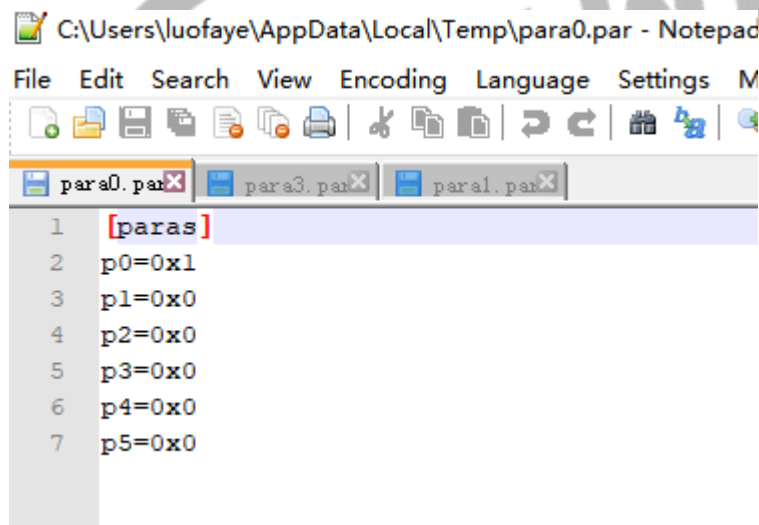 C:\Users\luofaye\AppData\Local\Temp\para0.par - Notepad
File Edit Search View Encoding Language Settings M
para0.par para3.par para1.par
1 [paras]
2 p0=0x1
3 p1=0x0
4 p2=0x0
5 p3=0x0
6 p4=0x0
7 p5=0x0